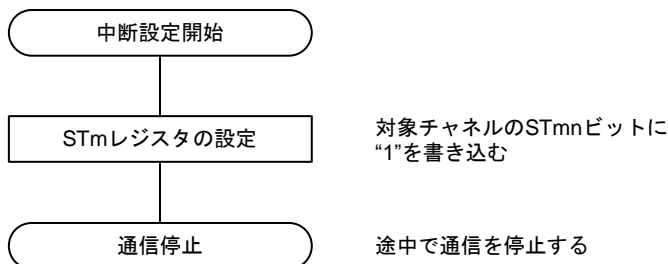 中断設定開始
STmレジスタの設定
対象チャネルのSTmnビットに
“1”を書き込む
通信停止
途中で通信を停止する